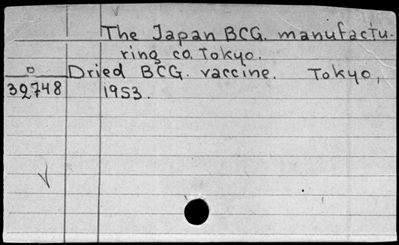 The Japan BCG. manufactu-
ring co. Tokyo.
o Dried BCG. vaccine. Tokyo,
32748 1953.